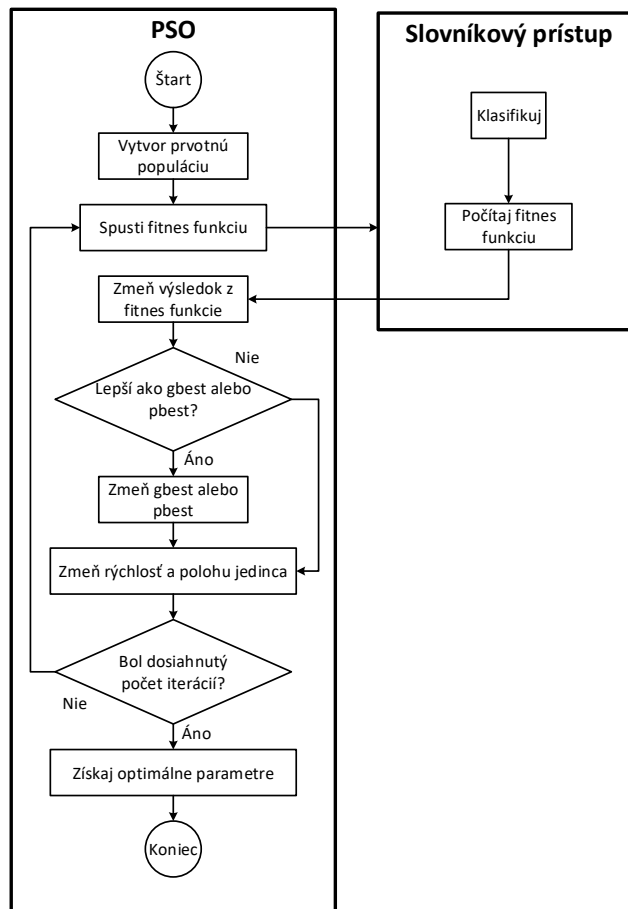 PSO
Štart
Vytvor prvotnú
populáciu
Spusti fitnes funkciu
Zmeň výsledok z
fitnes funkcie
Nie
Lepší ako gbest alebo
pbest?
Áno
Zmeň gbest alebo
pbest
Zmeň rýchlosť a polohu jedinca
Bol dosiahnutý
počet iterácií?
Nie
Áno
Získaj optimálne parametre
Koniec
Slovníkový prístup
Klasifikuj
Počítaj fitnes
funkciu